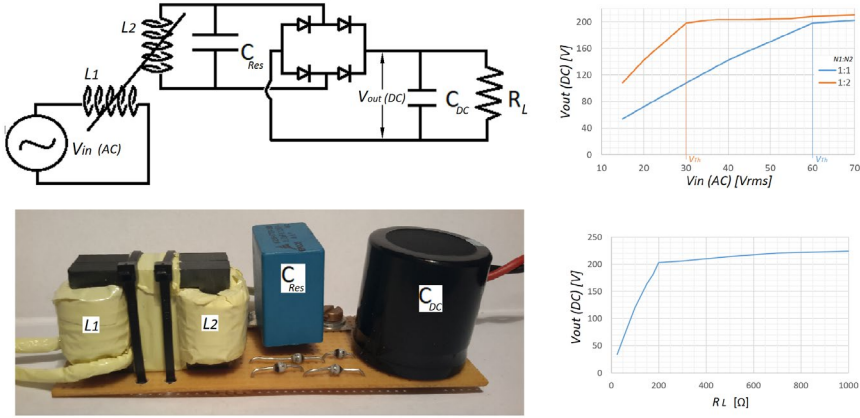 L2
C Res
L1
Vin (AC)
Vout (DC)
C DC
R L
Vout (DC) [V]
200
160
120
80
40
0
N1:N2
1:1
1:2
VTh
VTh
10 20 30 40 50 60 70
Vin (AC) [Vrms]
L1
L2
C Res
C DC
Vout (DC) [V]
250
200
150
100
50
0
0 200 400 600 800 1000
R L [Ω]